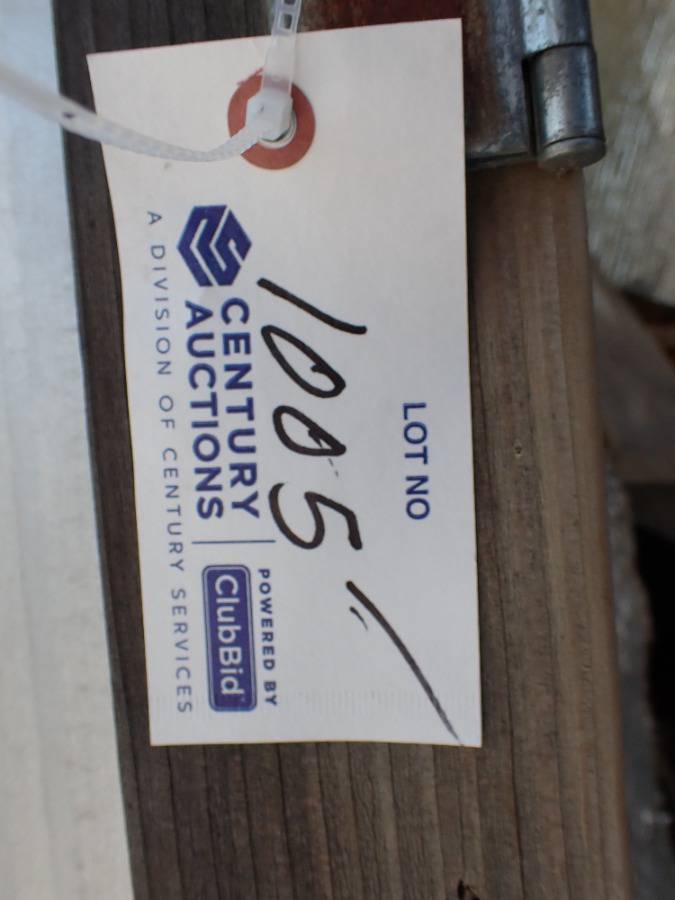 LOT NO
1005
CENTURY
AUCTIONS
A DIVISION OF CENTURY SERVICES
POWERED BY
ClubBid